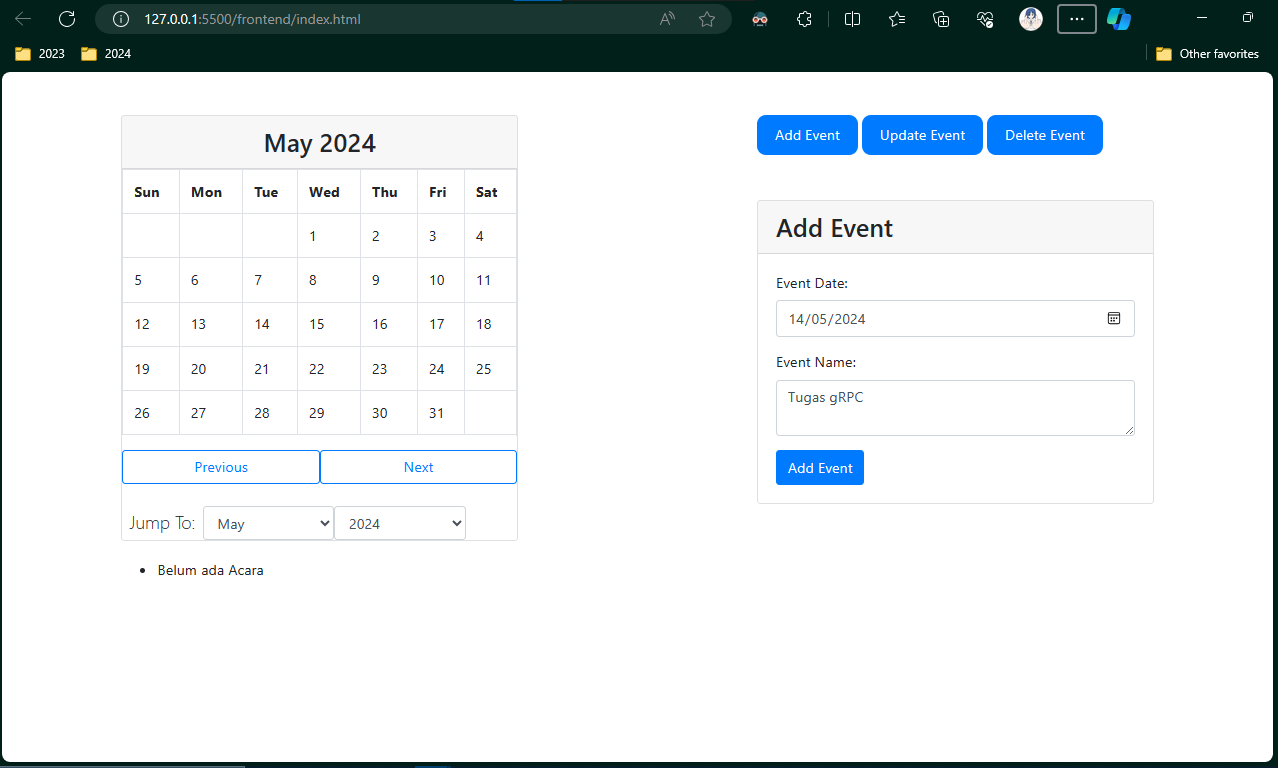 127.0.0.1:5500/frontend/index.html
2023 2024 Other favorites
May 2024
Sun Mon Tue Wed Thu Fri Sat
1 2 3 4
5 6 7 8 9 10 11
12 13 14 15 16 17 18
19 20 21 22 23 24 25
26 27 28 29 30 31
Previous Next
Jump To: May 2024
Belum ada Acara
Add Event Update Event Delete Event
Add Event
Event Date:
14/05/2024
Event Name:
Tugas gRPC
Add Event